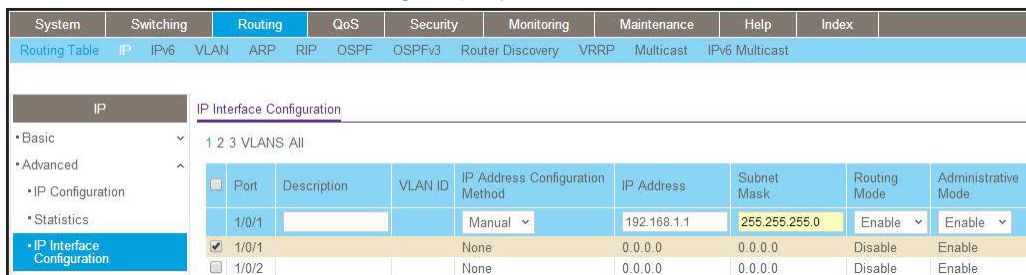 System Switching Routing QoS Security Monitoring Maintenance Help Index
Routing Table IP IPv6 VLAN ARP RIP OSPF OSPFv3 Router Discovery VRRP Multicast IPv6 Multicast
IP
Basic
Advanced
IP Configuration
Statistics
IP Interface
Configuration
IP Interface Configuration
1 2 3 VLANS All
Port Description VLAN ID IP Address Configuration Method IP Address Subnet Mask Routing Mode Administrative Mode
1/0/1 Manual 192.168.1.1 255.255.255.0 Enable Enable
1/0/1 None 0.0.0.0 0.0.0.0 Disable Enable
1/0/2 None 0.0.0.0 0.0.0.0 Disable Enable